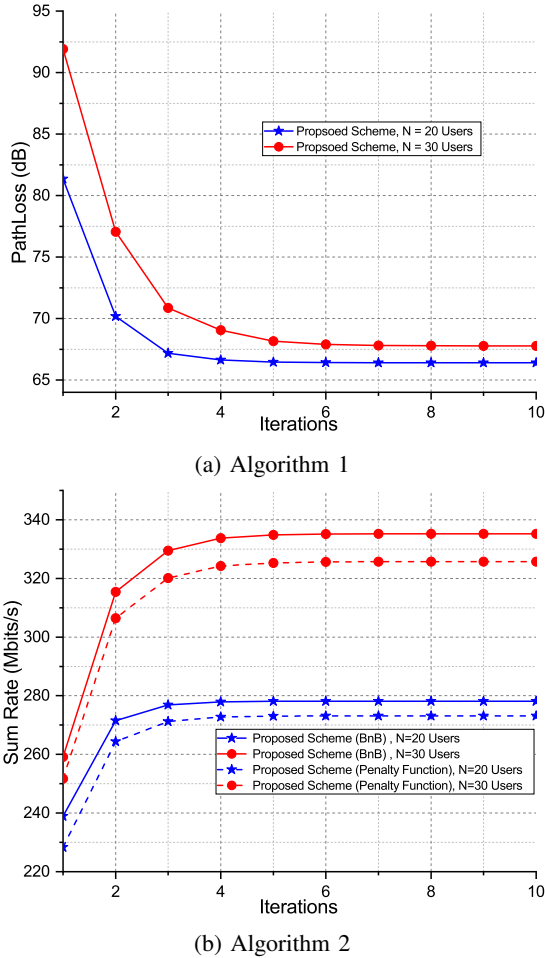 95
90
85
80
75
70
65
PathLoss (dB)
Propsoed Scheme, N = 20 Users
Propsoed Scheme, N = 30 Users
2 4 6 8 10
Iterations
(a) Algorithm 1
340
320
300
280
260
240
220
Sum Rate (Mbits/s)
Proposed Scheme (BnB) , N=20 Users
Proposed Scheme (BnB) , N=30 Users
Proposed Scheme (Penalty Function), N=20 Users
Proposed Scheme (Penalty Function), N=30 Users
2 4 6 8 10
Iterations
(b) Algorithm 2